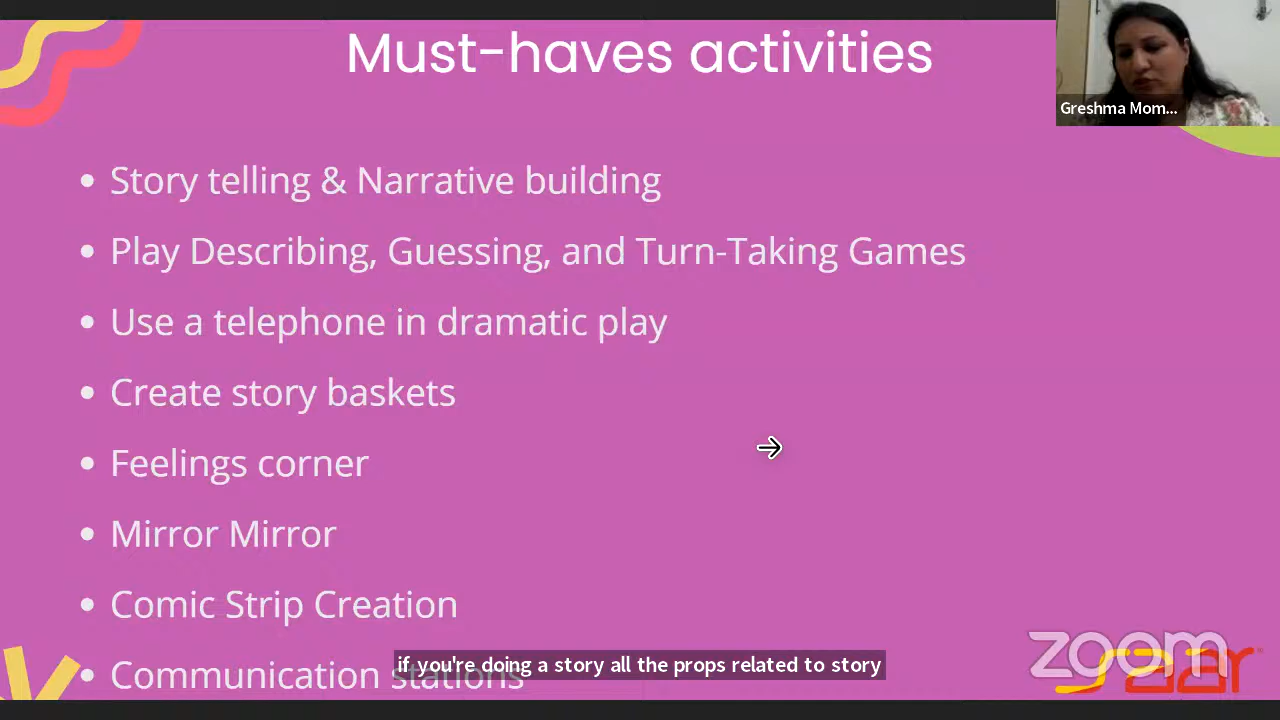 Must-haves activities
Greshma Mom...
• Story telling & Narrative building
• Play Describing, Guessing, and Turn-Taking Games
• Use a telephone in dramatic play
• Create story baskets
• Feelings corner
• Mirror Mirror
• Comic Strip Creation
• Communication stations
if you're doing a story all the props related to story
zoom
saar